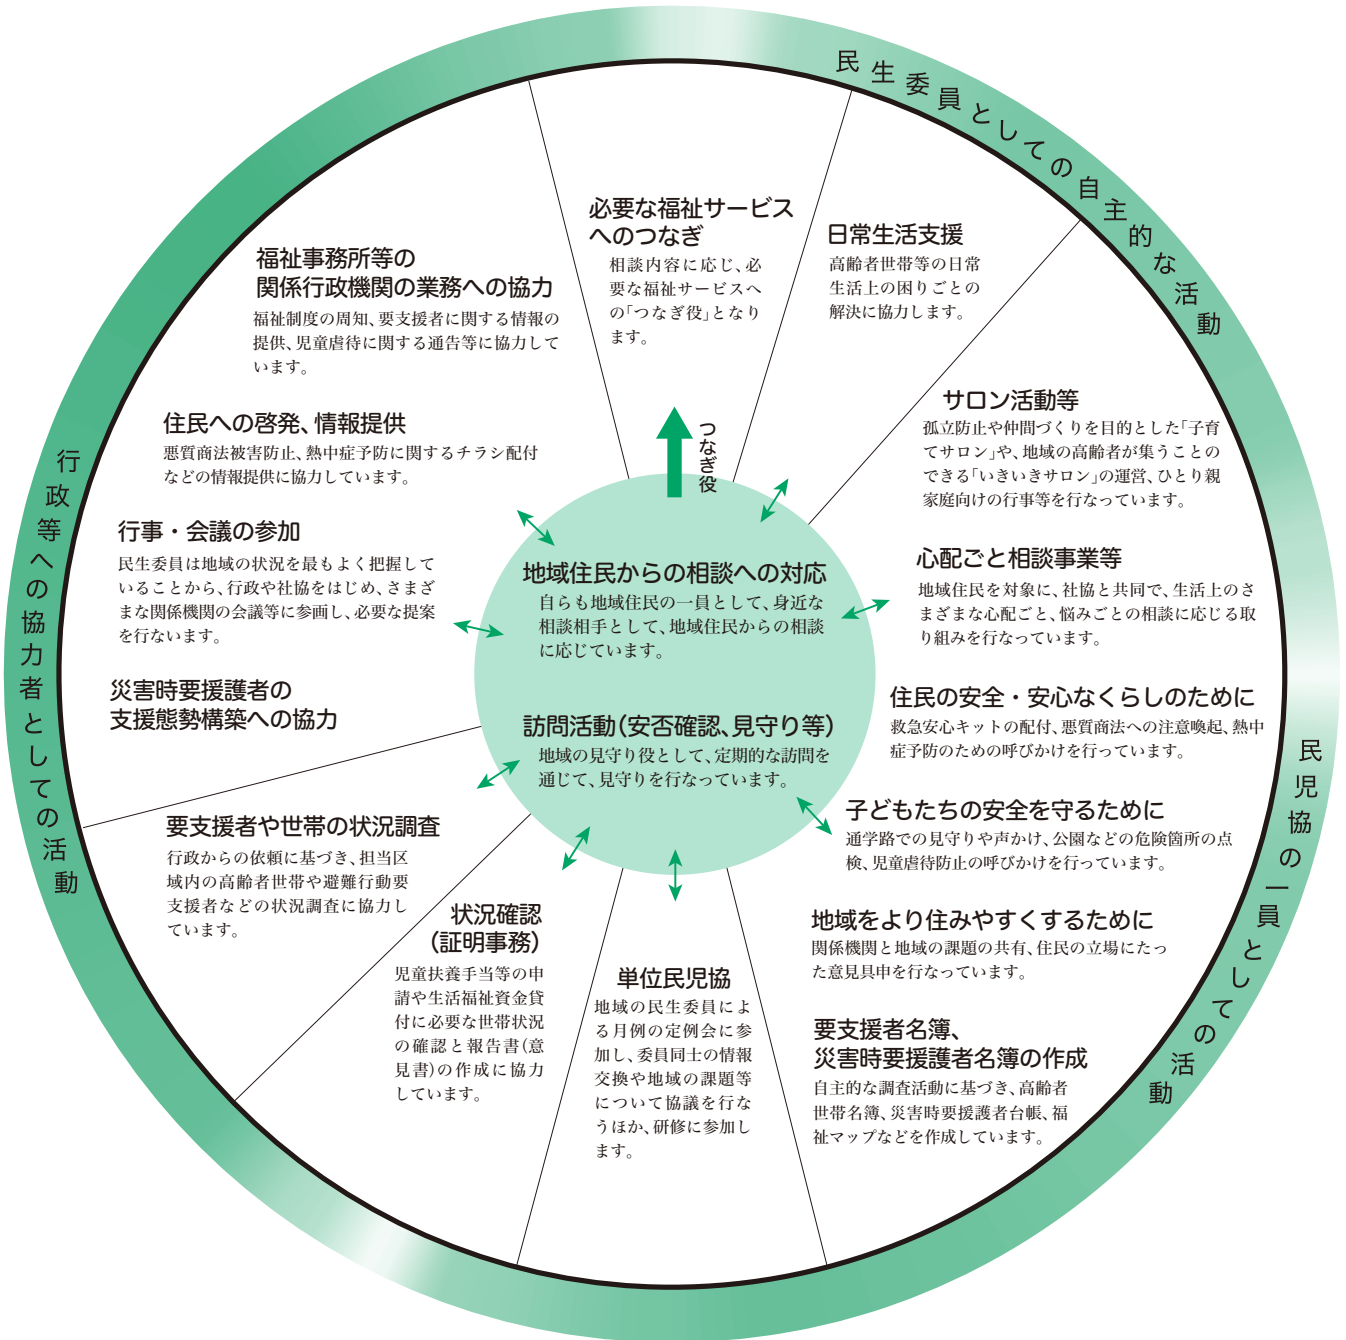 民生委員としての自主的な活動
民児協の一員としての活動
行政等への協力者としての活動
必要な福祉サービス
へのつなぎ
相談内容に応じ、必
要な福祉サービスへ
の「つなぎ役」となり
ます。
日常生活支援
高齢者世帯等の日常
生活上の困りごとの
解決に協力します。
サロン活動等
孤立防止や仲間づくりを目的とした「子育
てサロン」や、地域の高齢者が集うことの
できる「いきいきサロン」の運営、ひとり親
家庭向けの行事等を行なっています。
心配ごと相談事業等
地域住民を対象に、社協と共同で、生活上のさ
まざまな心配ごと、悩みごとの相談に応じる取
り組みを行なっています。
住民の安全・安心なくらしのために
救急安心キットの配付、悪質商法への注意喚起、熱中
症予防のための呼びかけを行っています。
子どもたちの安全を守るために
通学路での見守りや声かけ、公園などの危険箇所の点
検、児童虐待防止の呼びかけを行っています。
地域をより住みやすくするために
関係機関と地域の課題の共有、住民の立場にたっ
た意見具申を行なっています。
要支援者名簿、
災害時要援護者名簿の作成
自主的な調査活動に基づき、高齢者
世帯名簿、災害時要援護者台帳、福
祉マップなどを作成しています。
単位民児協
地域の民生委員によ
る月例の定例会に参
加し、委員同士の情報
交換や地域の課題等
について協議を行な
うほか、研修に参加し
ます。
状況確認
(証明事務)
児童扶養手当等の申
請や生活福祉資金貸
付に必要な世帯状況
の確認と報告書(意
見書)の作成に協力
しています。
要支援者や世帯の状況調査
行政からの依頼に基づき、担当区
域内の高齢者世帯や避難行動要
支援者などの状況調査に協力し
ています。
福祉事務所等の
関係行政機関の業務への協力
福祉制度の周知、要支援者に関する情報の
提供、児童虐待に関する通告等に協力して
います。
住民への啓発、情報提供
悪質商法被害防止、熱中症予防に関するチラシ配付
などの情報提供に協力しています。
行事・会議の参加
民生委員は地域の状況を最もよく把握して
いることから、行政や社協をはじめ、さまざ
まな関係機関の会議等に参画し、必要な提案
を行ないます。
災害時要援護者の
支援態勢構築への協力
つなぎ役
地域住民からの相談への対応
自らも地域住民の一員として、身近な
相談相手として、地域住民からの相談
に応じています。
訪問活動(安否確認、見守り等)
地域の見守り役として、定期的な訪問を
通じて、見守りを行なっています。